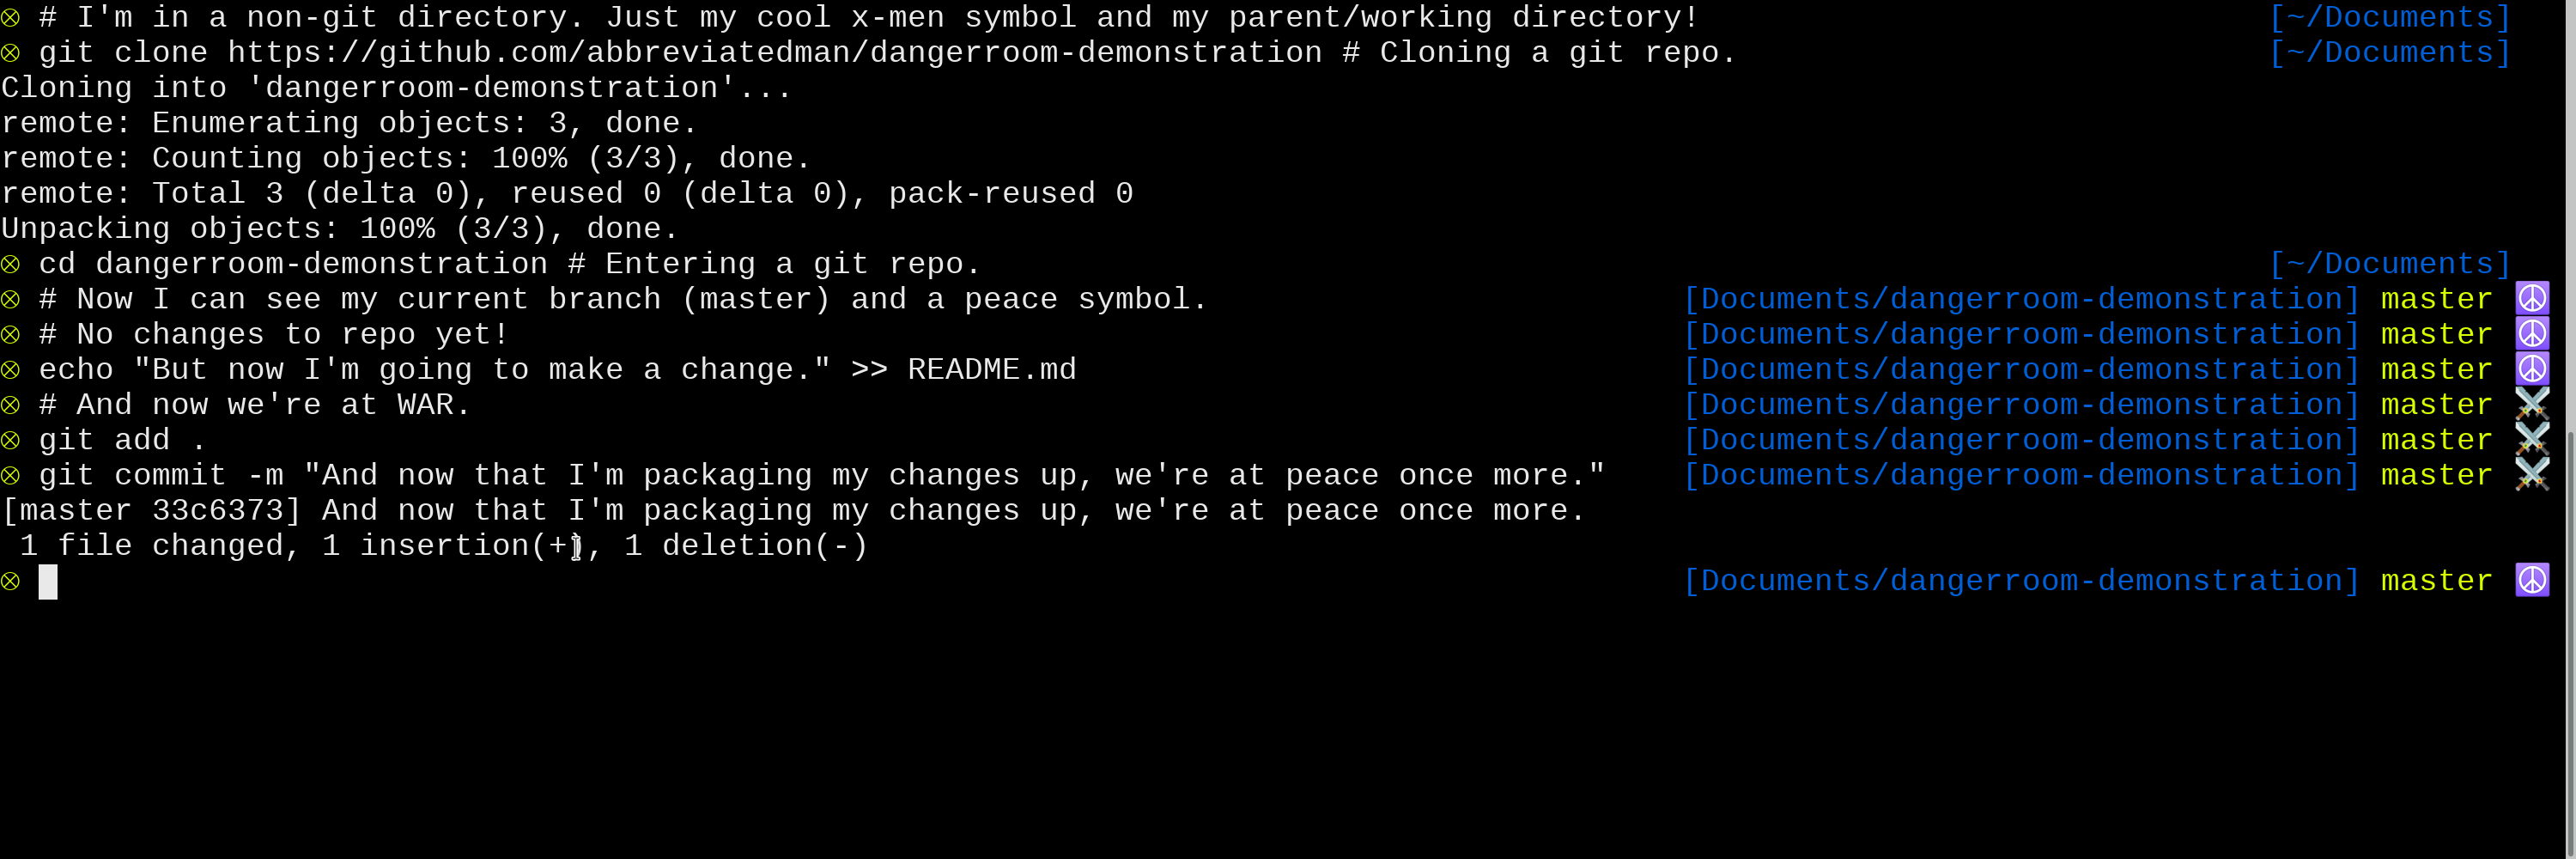 ⊗ # I'm in a non-git directory. Just my cool x-men symbol and my parent/working directory! [~/Documents]
⊗ git clone https://github.com/abbreviatedman/dangerroom-demonstration # Cloning a git repo. [~/Documents]
Cloning into 'dangerroom-demonstration'...
remote: Enumerating objects: 3, done.
remote: Counting objects: 100% (3/3), done.
remote: Total 3 (delta 0), reused 0 (delta 0), pack-reused 0
Unpacking objects: 100% (3/3), done.
⊗ cd dangerroom-demonstration # Entering a git repo. [~/Documents]
⊗ # Now I can see my current branch (master) and a peace symbol. [Documents/dangerroom-demonstration] master ☮
⊗ # No changes to repo yet! [Documents/dangerroom-demonstration] master ☮
⊗ echo "But now I'm going to make a change." >> README.md [Documents/dangerroom-demonstration] master ☮
⊗ # And now we're at WAR. [Documents/dangerroom-demonstration] master ⚔
⊗ git add . [Documents/dangerroom-demonstration] master ⚔
⊗ git commit -m "And now that I'm packaging my changes up, we're at peace once more." [Documents/dangerroom-demonstration] master ⚔
[master 33c6373] And now that I'm packaging my changes up, we're at peace once more.
1 file changed, 1 insertion(+), 1 deletion(-)
⊗ [Documents/dangerroom-demonstration] master ☮